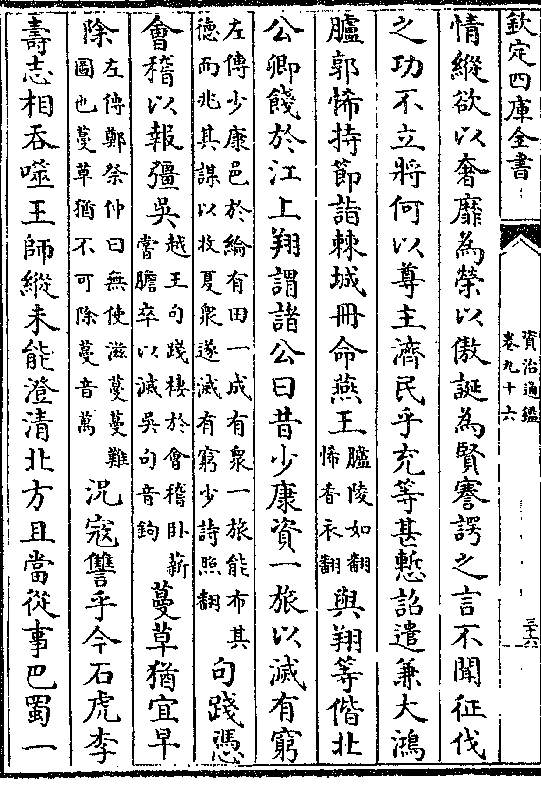 欽定四庫全書
資治通鑑
卷九十六
三十六
情縱欲以奢靡為榮以傲誕為賢謇諤之言不聞征伐
之功不立將何以尊主濟民乎充等甚慙詔遣兼大鴻
臚郭悕持節詣棘城冊命燕王臚陵如翻悕香衣翻與翔等偕北
公卿餞於江上翔謂諸公曰昔少康資一旅以滅有窮
左傳少康邑於綸有田一成有衆一旅能布其德而兆其謀以收夏衆遂滅有窮少詩照翻句踐憑
會稽以報彊吳越王句踐棲於會稽卧薪嘗膽卒以滅吳句音鉤蔓草猶宜早
除左傳鄭祭仲曰無使滋蔓蔓難圖也蔓草猶不可除蔓音萬況寇讐乎今石虎李
壽志相吞噬王師縱未能澄清北方且當從事巴蜀一